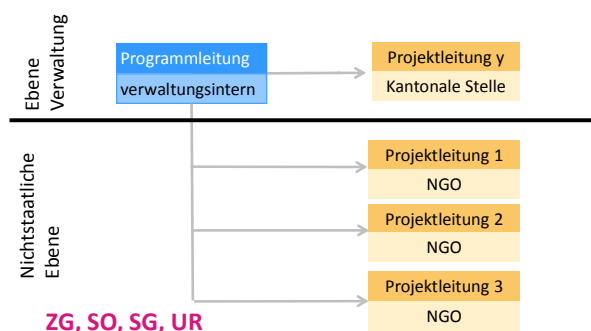 Ebene
Verwaltung
Programmleitung
verwaltungsintern
Projektleitung y
Kantonale Stelle
Nichtstaatliche
Ebene
Projektleitung 1
NGO
Projektleitung 2
NGO
Projektleitung 3
NGO
ZG, SO, SG, UR